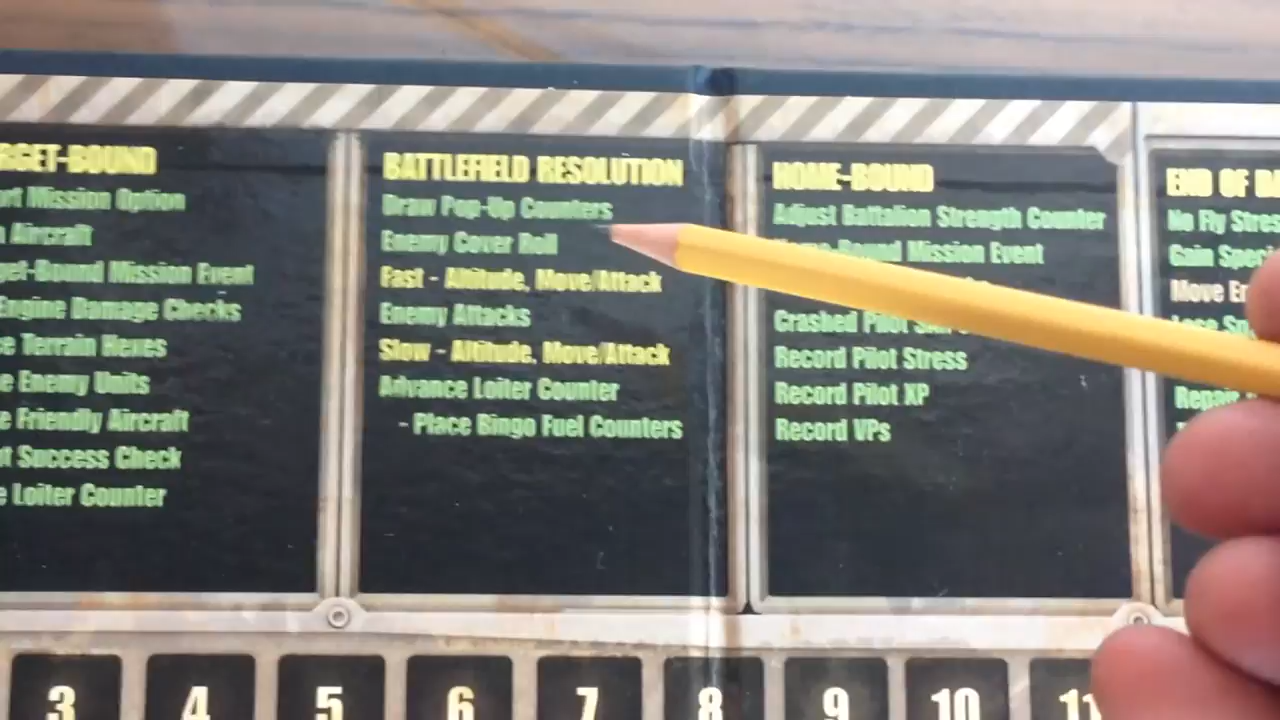 RGET-BOUND
rt Mission Option
Aircraft
get-Bound Mission Event
Engine Damage Checks
e Terrain Hexes
e Enemy Units
e Friendly Aircraft
t Success Check
e Loiter Counter
BATTLEFIELD RESOLUTION
Draw Pop-Up Counters
Enemy Cover Roll
Fast - Altitude, Move/Attack
Enemy Attacks
Slow - Altitude, Move/Attack
Advance Loiter Counter
- Place Bingo Fuel Counters
HOME-BOUND
Adjust Battalion Strength Counter
Bound Mission Event
Crashed Pilot
Record Pilot Stress
Record Pilot XP
Record VPs
END OF
No Fly Stres
Gain Speci
Move
Repair
3 4 5 6 7 8 9 10 11